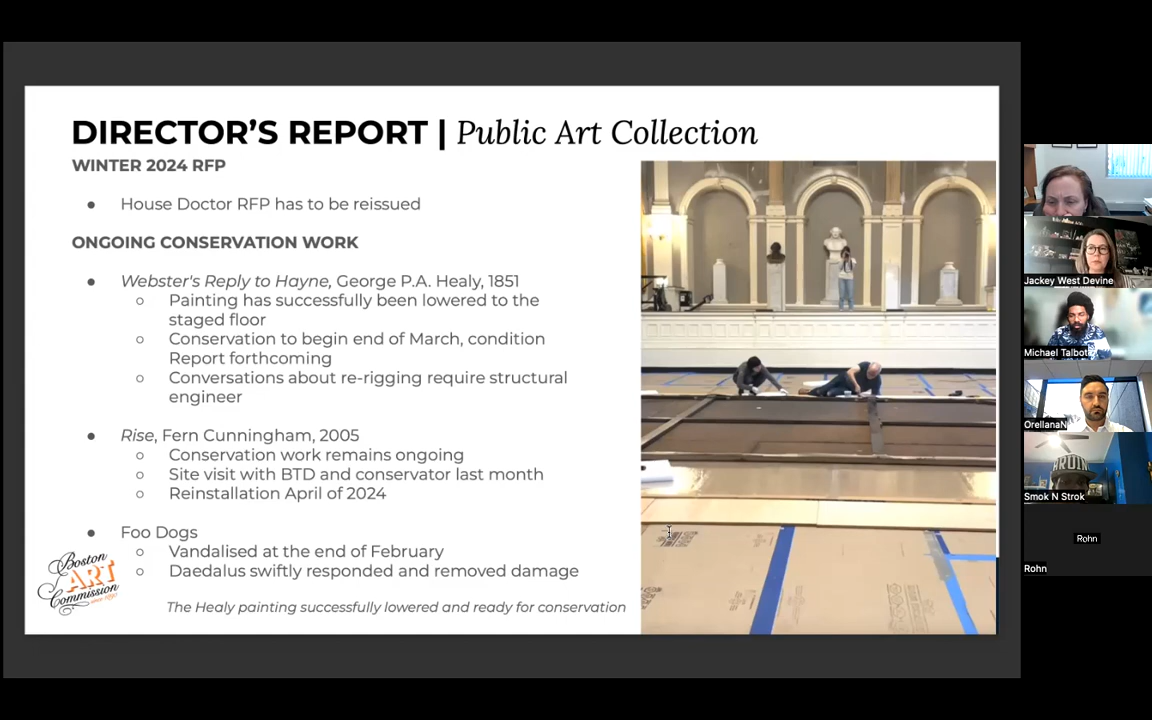 DIRECTOR'S REPORT | Public Art Collection
WINTER 2024 RFP
● House Doctor RFP has to be reissued
ONGOING CONSERVATION WORK
● Webster's Reply to Hayne, George P.A. Healy, 1851
○ Painting has successfully been lowered to the
staged floor
○ Conservation to begin end of March, condition
Report forthcoming
○ Conversations about re-rigging require structural
engineer
● Rise, Fern Cunningham, 2005
○ Conservation work remains ongoing
○ Site visit with BTD and conservator last month
○ Reinstallation April of 2024
● Foo Dogs
○ Vandalised at the end of February
○ Daedalus swiftly responded and removed damage
Boston
ART
Commission
The Healy painting successfully lowered and ready for conservation
Jackey West Devine
Michael Talbot
OrellanaN
Smok N Strok
Rohn
Rohn